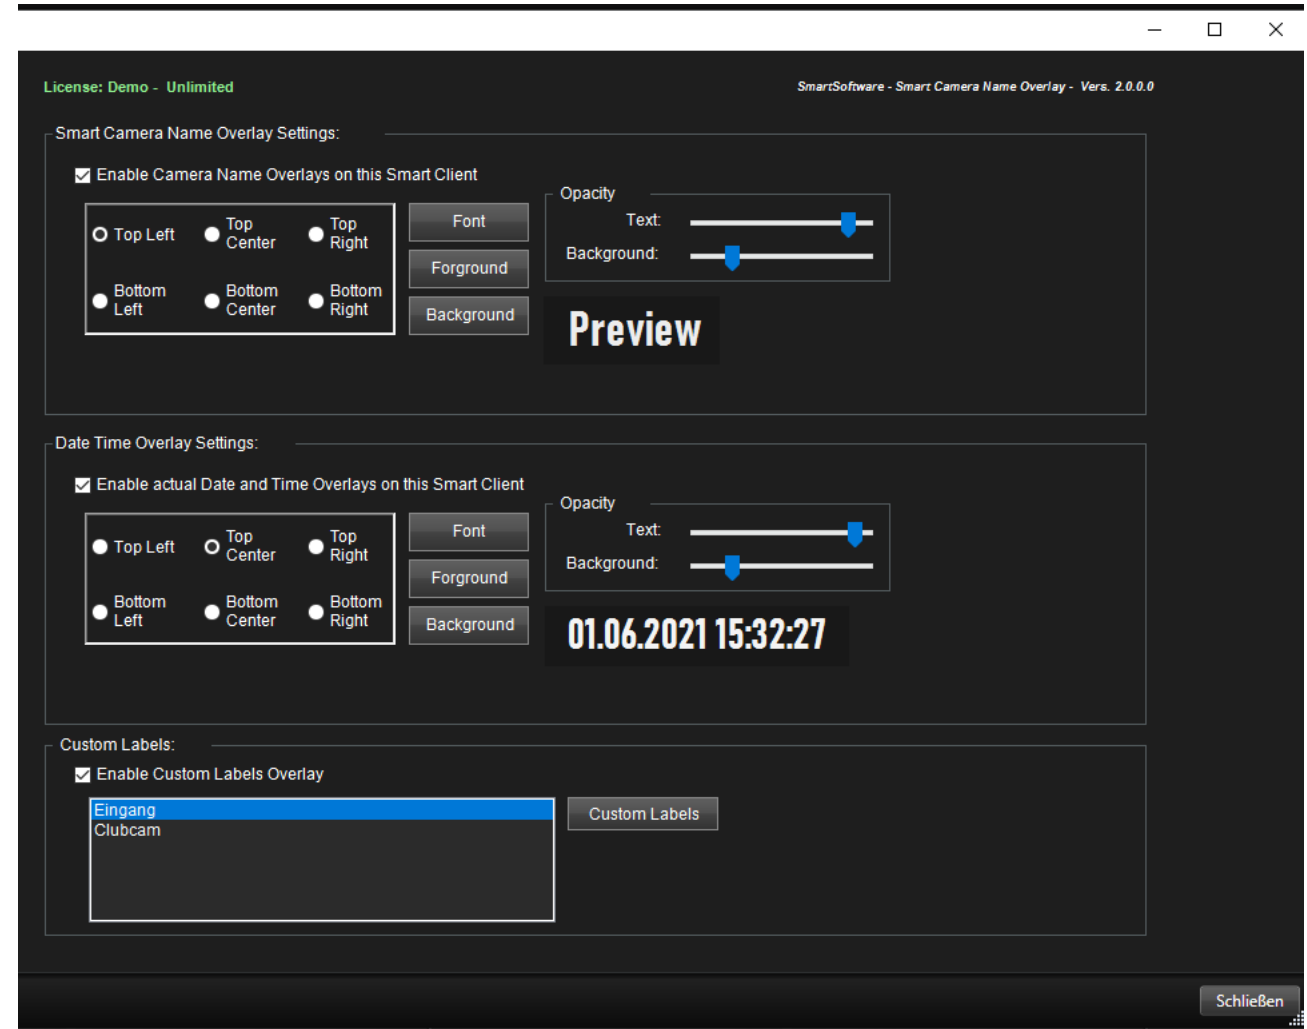 License: Demo - Unlimited
SmartSoftware - Smart Camera Name Overlay - Vers. 2.0.0.0
Smart Camera Name Overlay Settings:
Enable Camera Name Overlays on this Smart Client
Top Left
Top
Center
Top
Right
Bottom
Left
Bottom
Center
Bottom
Right
Font
Forground
Background
Opacity
Text:
Background:
Preview
Date Time Overlay Settings:
Enable actual Date and Time Overlays on this Smart Client
Top Left
Top
Center
Top
Right
Bottom
Left
Bottom
Center
Bottom
Right
Font
Forground
Background
Opacity
Text:
Background:
01.06.2021 15:32:27
Custom Labels:
Enable Custom Labels Overlay
Eingang
Clubcam
Custom Labels
Schließen